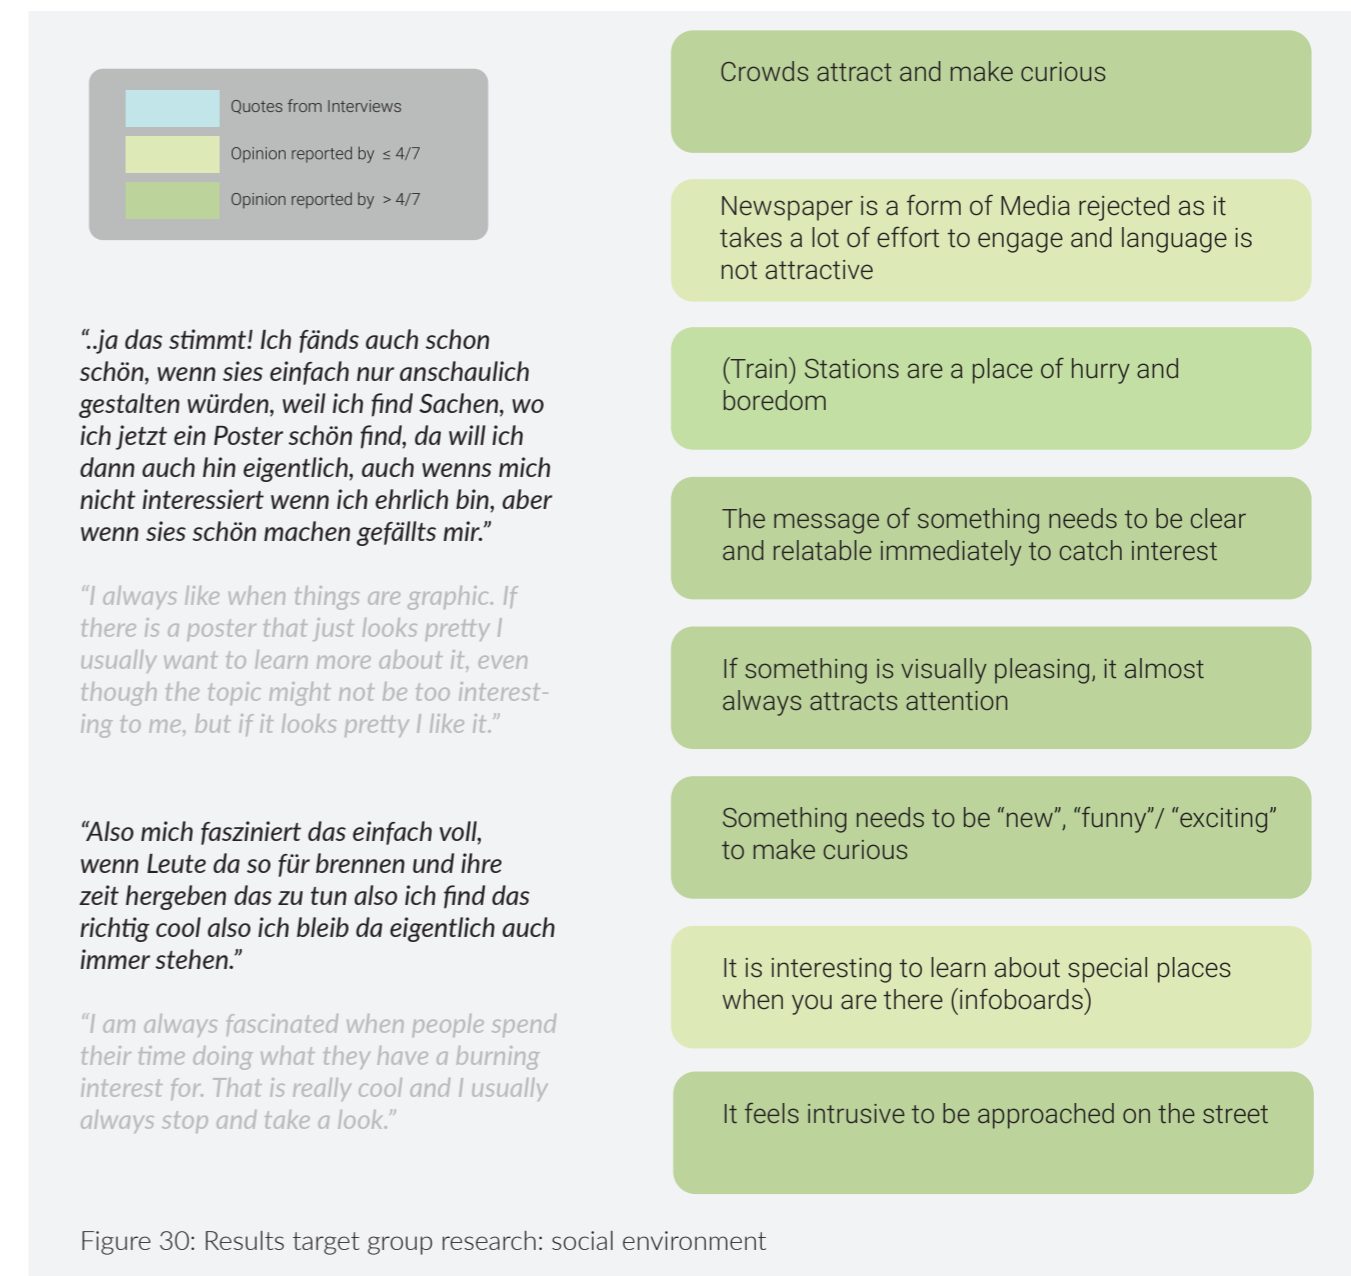 Quotes from Interviews
Opinion reported by ≤ 4/7
Opinion reported by > 4/7
“..ja das stimmt! Ich fänds auch schon
schön, wenn sies einfach nur anschaulich
gestalten würden, weil ich find Sachen, wo
ich jetzt ein Poster schön find, da will ich
dann auch hin eigentlich, auch wenns mich
nicht interessiert wenn ich ehrlich bin, aber
wenn sies schön machen gefällts mir.”
“I always like when things are graphic. If
there is a poster that just looks pretty I
usually want to learn more about it, even
though the topic might not be too interest-
ing to me, but if it looks pretty I like it.”
“Also mich fasziniert das einfach voll,
wenn Leute da so für brennen und ihre
zeit hergeben das zu tun also ich find das
richtig cool also ich bleib da eigentlich auch
immer stehen.”
“I am always fascinated when people spend
their time doing what they have a burning
interest for. That is really cool and I usually
always stop and take a look.”
Crowds attract and make curious
Newspaper is a form of Media rejected as it
takes a lot of effort to engage and language is
not attractive
(Train) Stations are a place of hurry and
boredom
The message of something needs to be clear
and relatable immediately to catch interest
If something is visually pleasing, it almost
always attracts attention
Something needs to be “new”, “funny”/ “exciting”
to make curious
It is interesting to learn about special places
when you are there (infoboards)
It feels intrusive to be approached on the street
Figure 30: Results target group research: social environment